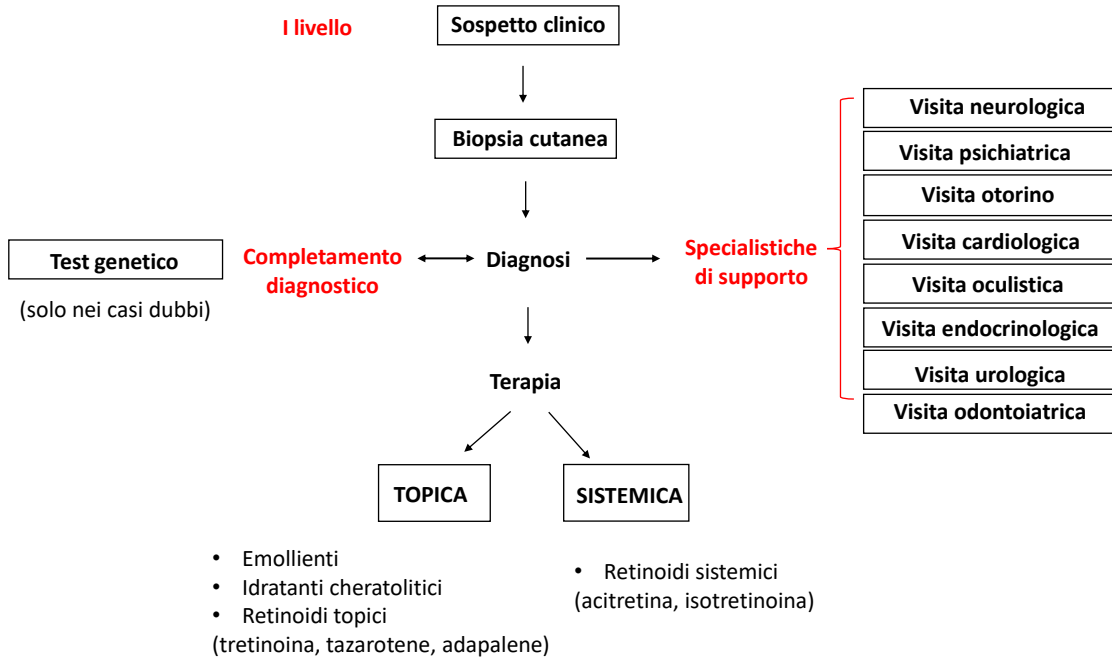 I livello
Sospetto clinico
Biopsia cutanea
Test genetico
(solo nei casi dubbi)
Completamento
diagnostico
Diagnosi
Specialistiche
di supporto
Visita neurologica
Visita psichiatrica
Visita otorino
Visita cardiologica
Visita oculistica
Visita endocrinologica
Visita urologica
Visita odontoiatrica
Terapia
TOPICA
SISTEMICA
• Emollienti
• Idratanti cheratolitici
• Retinoidi topici
(tretinoina, tazarotene, adapalene)
• Retinoidi sistemici
(acitretina, isotretinoina)